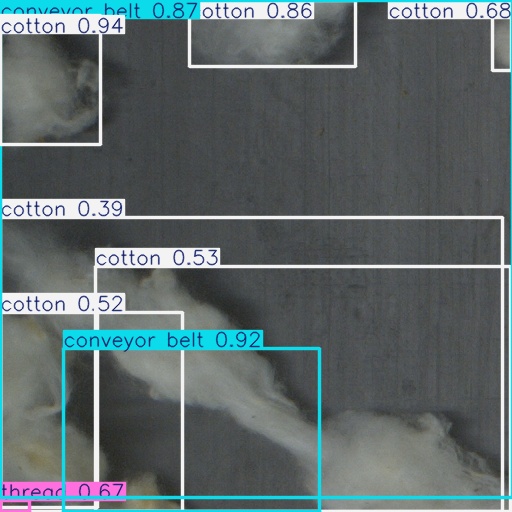 conveyor belt 0.87
otton 0.86
cotton 0.68
cotton 0.94
cotton 0.39
cotton 0.53
cotton 0.52
conveyor belt 0.92
thread 0.67